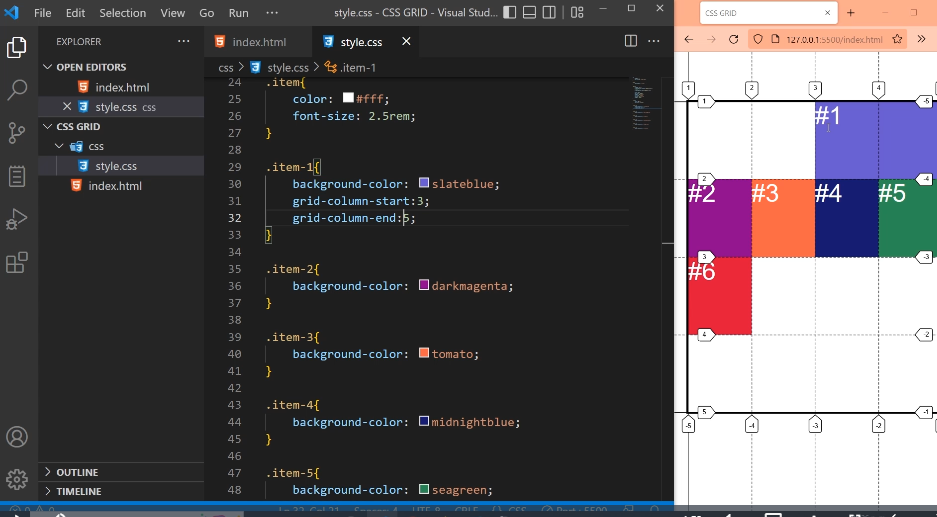 File Edit Selection View Go Run ··· style.css - CSS GRID - Visual Stud...
CSS GRID
EXPLORER
index.html
style.css
127.0.0.1:5500/index.html
OPEN EDITORS
css > style.css > .item-1
index.html
style.css css
CSS GRID
css
style.css
index.html
24 .item{
25 color: #fff;
26 font-size: 2.5rem;
27 }
28
29 .item-1{
30 background-color: slateblue;
31 grid-column-start:3;
32 grid-column-end:5;
33 }
34
35 .item-2{
36 background-color: darkmagenta;
37 }
38
39 .item-3{
40 background-color: tomato;
41 }
42
43 .item-4{
44 background-color: midnightblue;
45 }
46
47 .item-5{
48 background-color: seagreen;
OUTLINE
TIMELINE
1 2 3 4
1 -5
#1
2 -4
#2 #3 #4 #5
3 -3
#6
4 -2
5 -1
-5 -4 -3 -2